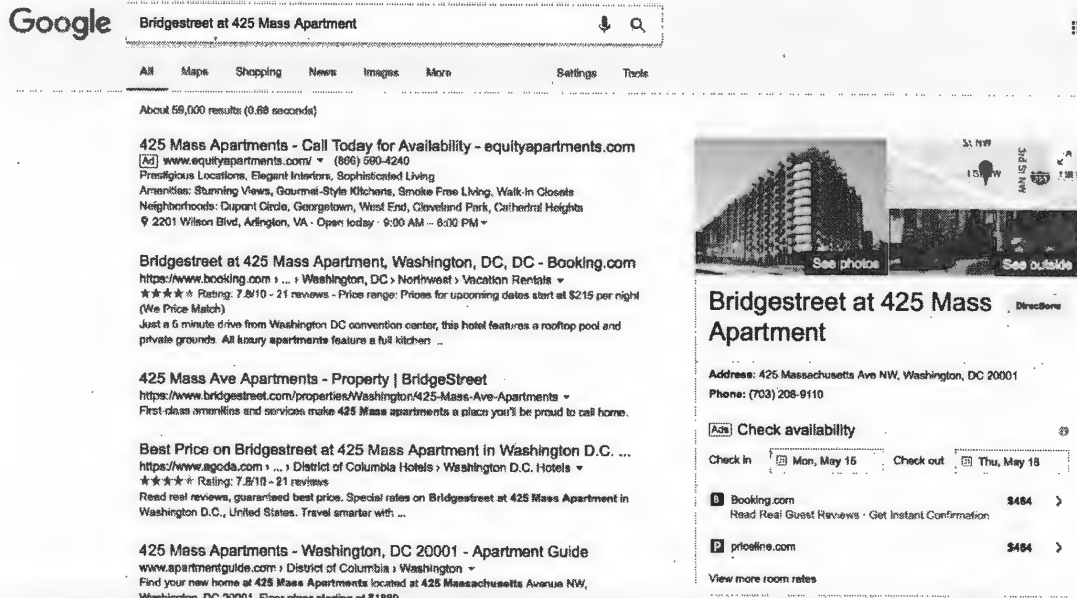 Google
Bridgestreet at 425 Mass Apartment
All Maps Shopping News Images More Settings Tools
About 59,000 results (0.68 seconds)
425 Mass Apartments - Call Today for Availability - equityapartments.com
Ad www.equityapartments.com/ (866) 590-4240
Prestigious Locations, Elegant Interiors, Sophisticated Living
Amenities: Stunning Views, Gourmet-Style Kitchens, Smoke Free Living, Walk-In Closets
Neighborhoods: Dupont Circle, Georgetown, West End, Cleveland Park, Cathedral Heights
2201 Wilson Blvd, Arlington, VA - Open today · 9:00 AM – 6:00 PM
Bridgestreet at 425 Mass Apartment, Washington, DC, DC - Booking.com
https://www.booking.com › ... › Washington, DC › Northwest › Vacation Rentals
Rating: 7.8/10 - 21 reviews - Price range: Prices for upcoming dates start at $215 per night
(We Price Match)
Just a 6 minute drive from Washington DC convention center, this hotel features a rooftop pool and
private grounds. All luxury apartments feature a full kitchen ...
425 Mass Ave Apartments - Property | BridgeStreet
https://www.bridgestreet.com/properties/Washington/425-Mass-Ave-Apartments
First-class amenities and services make 425 Mass apartments a place you'll be proud to call home.
Best Price on Bridgestreet at 425 Mass Apartment in Washington D.C. ...
https://www.agoda.com › ... › District of Columbia Hotels › Washington D.C. Hotels
Rating: 7.8/10 - 21 reviews
Read real reviews, guaranteed best price. Special rates on Bridgestreet at 425 Mass Apartment in
Washington D.C., United States. Travel smarter with ...
425 Mass Apartments - Washington, DC 20001 - Apartment Guide
www.apartmentguide.com › District of Columbia › Washington
Find your new home at 425 Mass Apartments located at 425 Massachusetts Avenue NW,
Washington, DC 20001. Floor plans starting at $1880
See photos
I St NW
3rd St NW
See outside
Bridgestreet at 425 Mass
Apartment
Directions
Address: 425 Massachusetts Ave NW, Washington, DC 20001
Phone: (703) 208-9110
Ads Check availability
Check in Mon, May 15 Check out Thu, May 18
Booking.com $464
Read Real Guest Reviews · Get Instant Confirmation
priceline.com $464
View more room rates